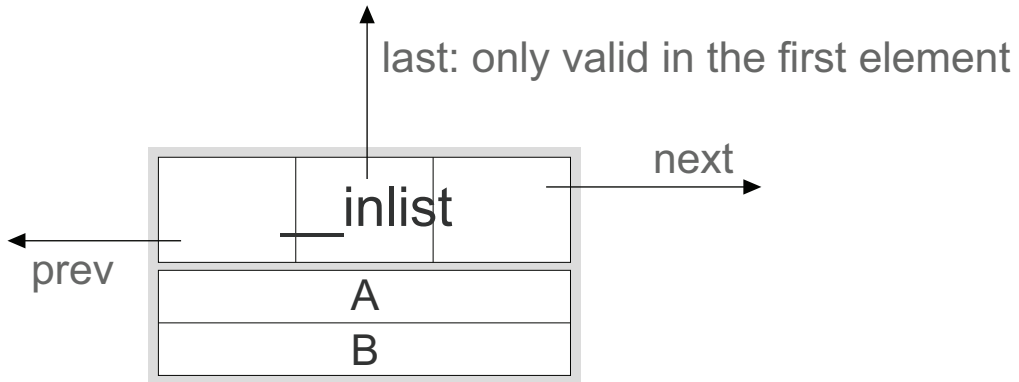 last: only valid in the first element
next
__inlist
prev
A
B